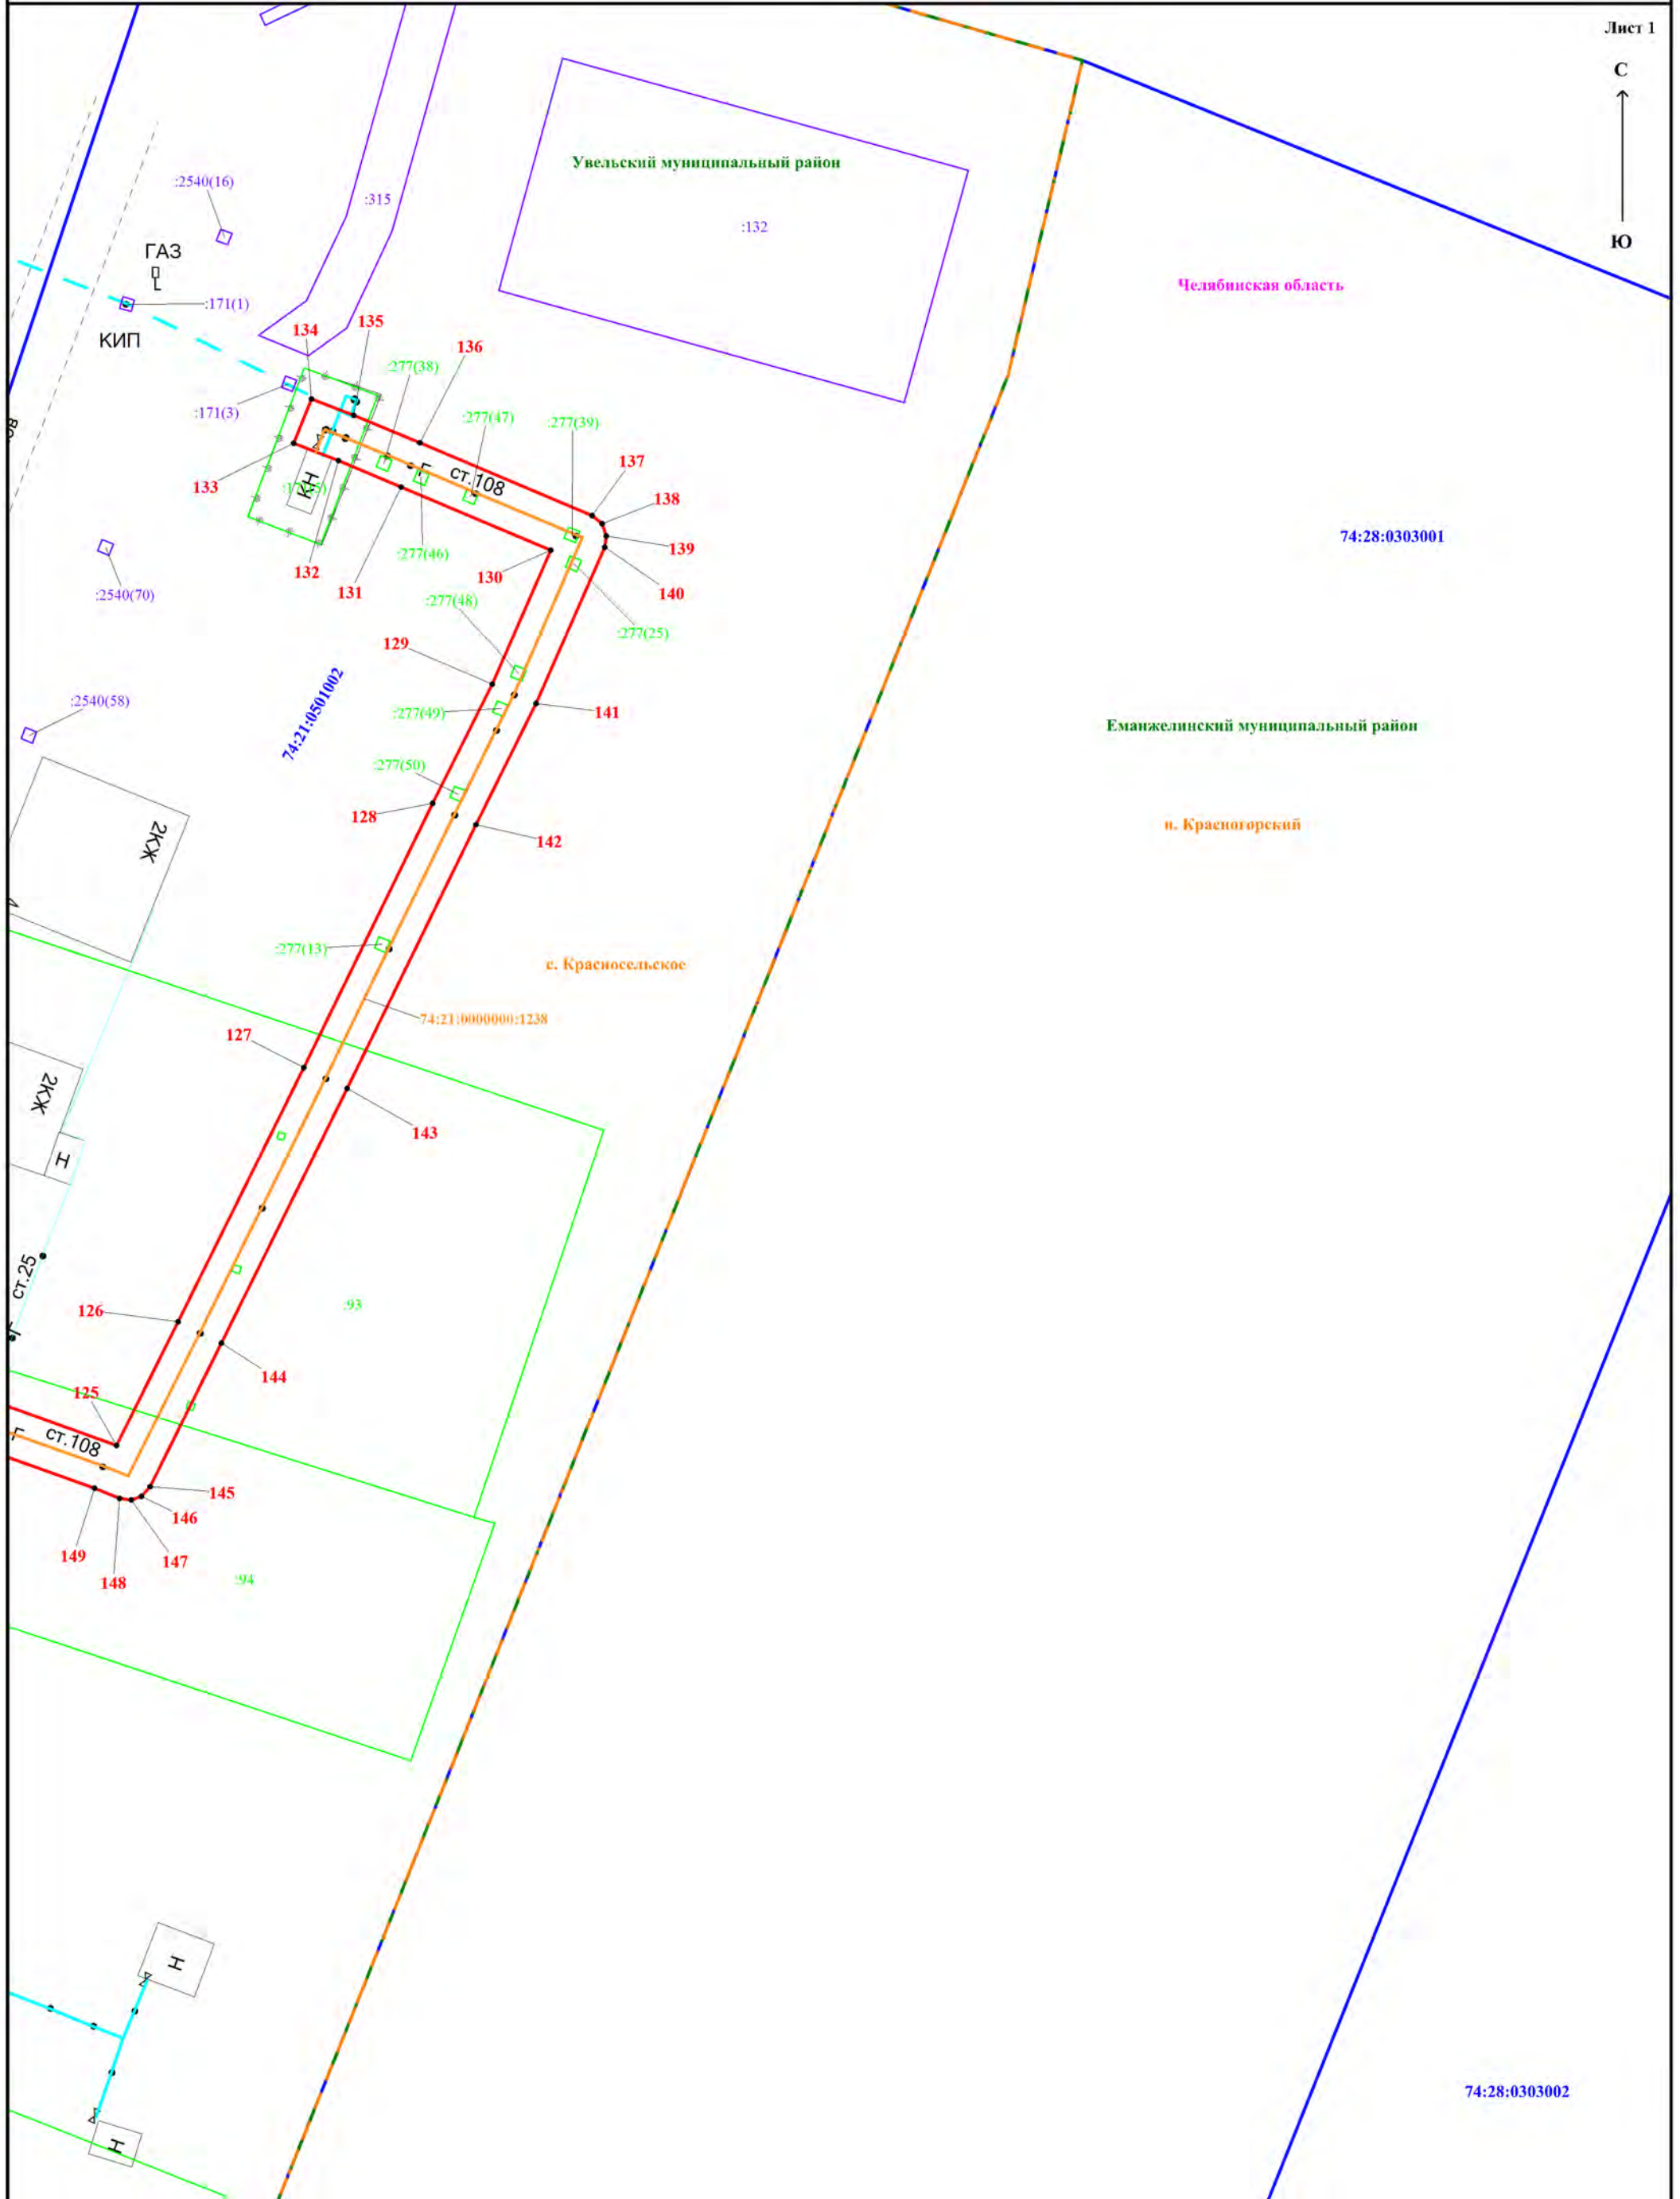 Лист 1
С
Ю
Увельский муниципальный район
:2540(16)
:315
:132
ГАЗ
Челябинская область
:171(1)
КИП
134
135
136
:277(38)
:171(3)
:277(47)
:277(39)
137
ст.108
133
КН
138
74:28:0303001
139
:277(46)
132
130
131
140
:2540(70)
:277(48)
:277(25)
129
:2540(58)
74:21:0501002
:277(49)
141
Еманжелинский муниципальный район
:277(50)
128
п. Красногорский
2КЖ
142
:277(13)
с. Красносельское
74:21:0000000:1238
127
2КЖ
143
Н
ст.25
:93
126
144
125
Г
ст.108
145
146
149
147
148
:94
Н
74:28:0303002
Н